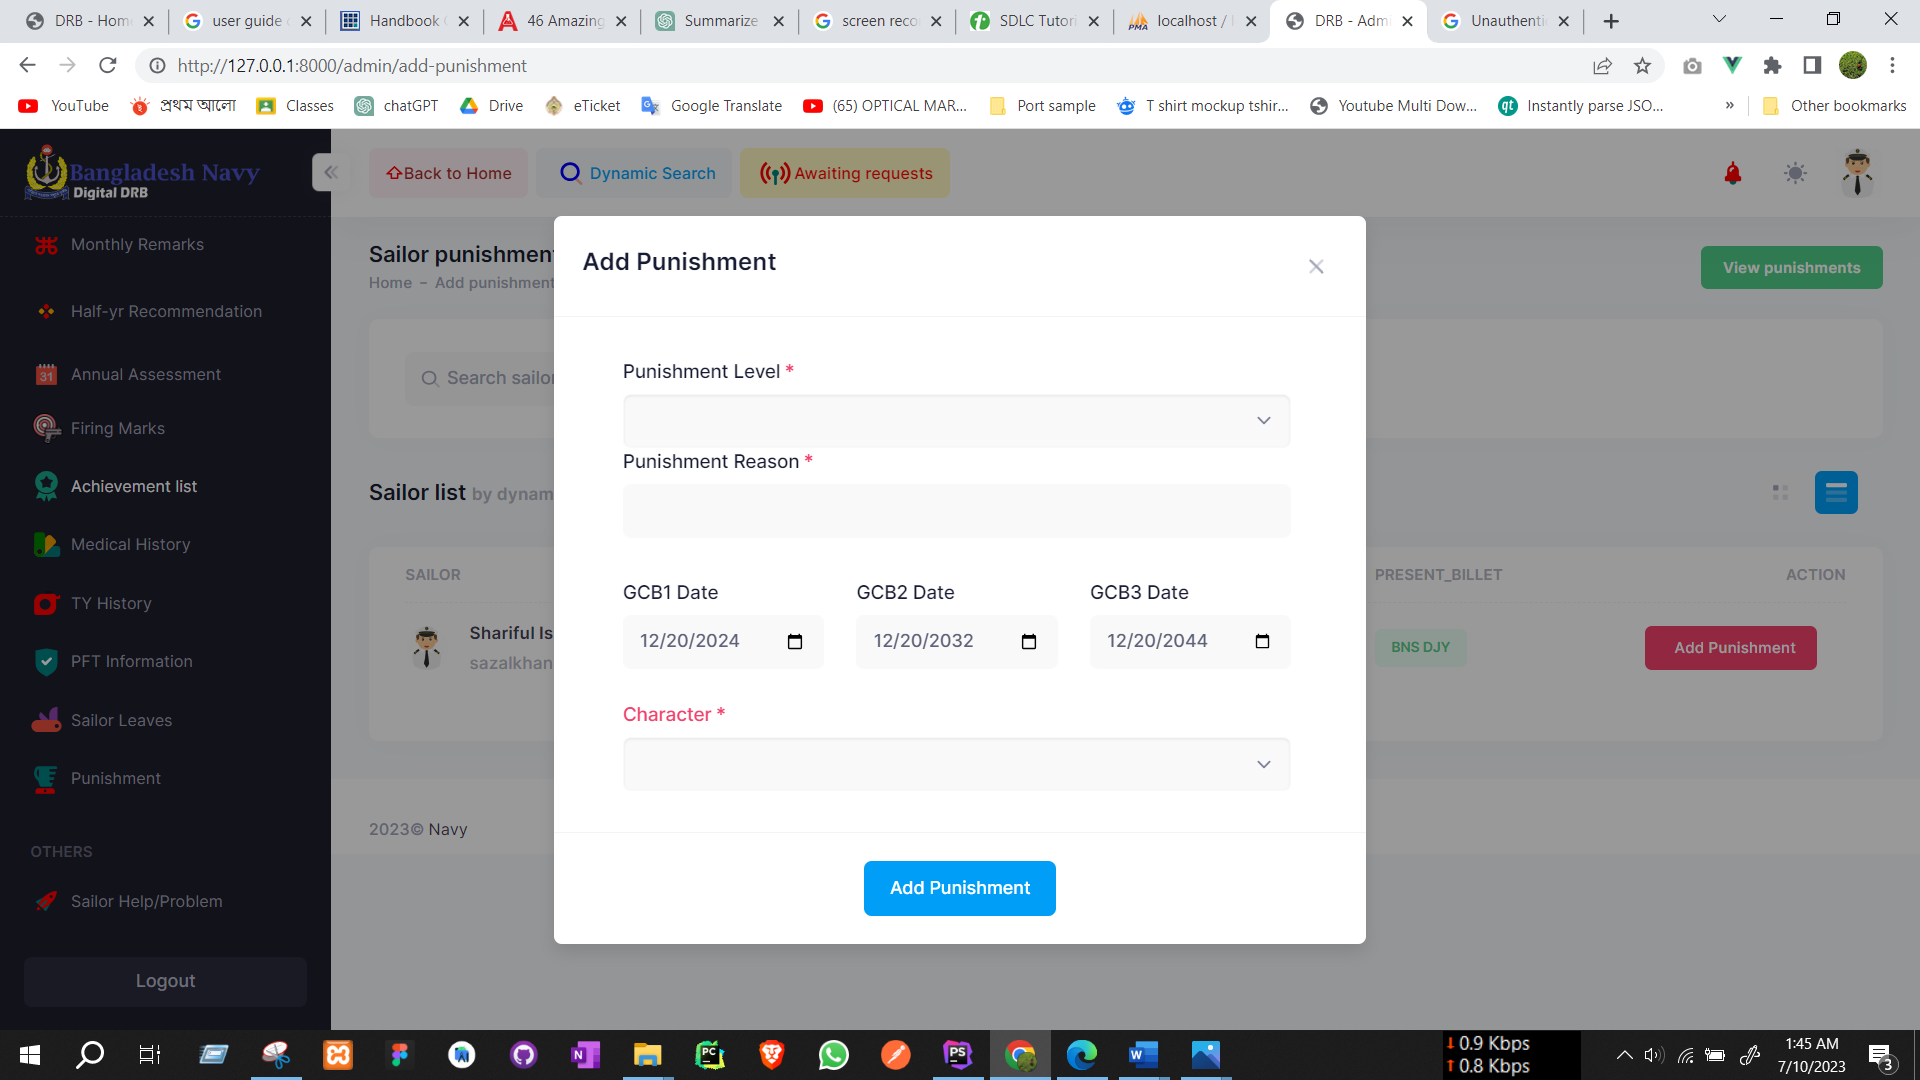 DRB - Hom
user guide
Handbook
46 Amazing
Summarize
screen reco
SDLC Tutori
localhost /
DRB - Adm
Unauthenti
http://127.0.0.1:8000/admin/add-punishment
YouTube
প্রথম আলো
Classes
chatGPT
Drive
eTicket
Google Translate
(65) OPTICAL MAR...
Port sample
T shirt mockup tshir...
Youtube Multi Dow...
Instantly parse JSO...
»
Other bookmarks
Bangladesh Navy
Digital DRB
Back to Home
Dynamic Search
Awaiting requests
Monthly Remarks
Half-yr Recommendation
Annual Assessment
Firing Marks
Achievement list
Medical History
TY History
PFT Information
Sailor Leaves
Punishment
OTHERS
Sailor Help/Problem
Logout
Sailor punishment
Home - Add punishment
View punishments
Search sailor
Sailor list by dynam
SAILOR
PRESENT_BILLET
ACTION
Shariful Is
sazalkhan
BNS DJY
Add Punishment
2023© Navy
Add Punishment
Punishment Level *
Punishment Reason *
GCB1 Date GCB2 Date GCB3 Date
12/20/2024 12/20/2032 12/20/2044
Character *
Add Punishment
0.9 Kbps
0.8 Kbps
1:45 AM
7/10/2023
3